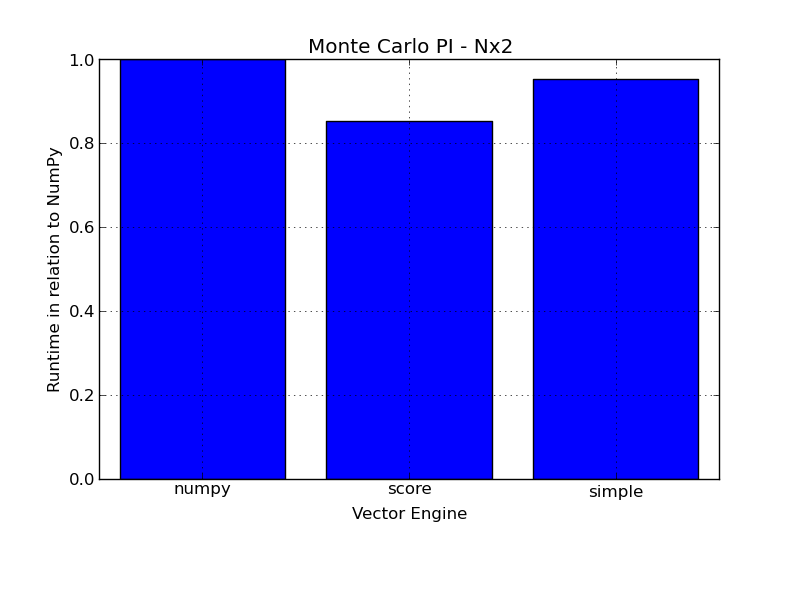 Monte Carlo PI - Nx2
1.0
0.8
0.6
0.4
0.2
0.0
Runtime in relation to NumPy
numpy score simple
Vector Engine